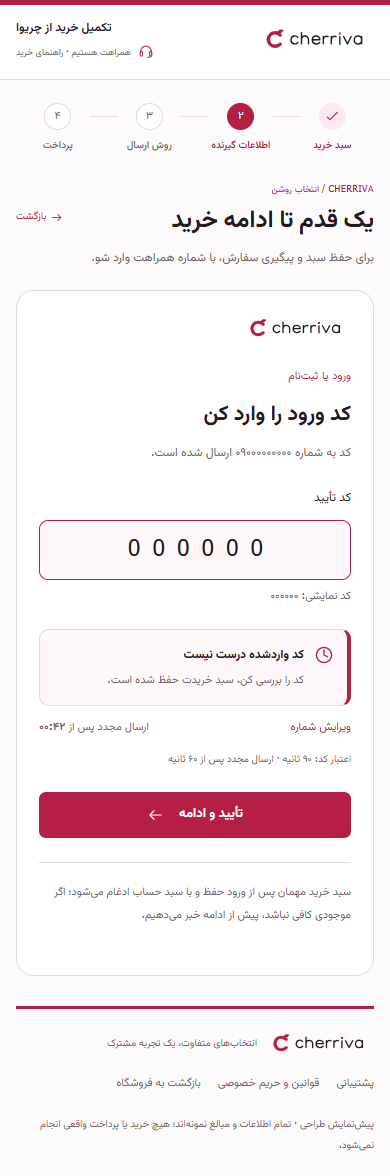 cherriva
تکمیل خرید از چریوا
همراهت هستیم · راهنمای خرید
۲
۳
۴
سبد خرید
اطلاعات گیرنده
روش ارسال
پرداخت
CHERRIVA / انتخاب روشن
یک قدم تا ادامه خرید
بازگشت
برای حفظ سبد و پیگیری سفارش، با شماره همراهت وارد شو.
cherriva
ورود یا ثبت‌نام
کد ورود را وارد کن
کد به شماره ۰۹۰۰۰۰۰۰۰۰۰ ارسال شده است.
کد تأیید
000000
کد نمایشی: ۰۰۰۰۰۰
کد واردشده درست نیست
کد را بررسی کن. سبد خریدت حفظ شده است.
ویرایش شماره
ارسال مجدد پس از ۰۰:۴۲
اعتبار کد: ۹۰ ثانیه · ارسال مجدد پس از ۶۰ ثانیه
تأیید و ادامه
سبد خرید مهمان پس از ورود حفظ و با سبد حساب ادغام می‌شود؛ اگر
موجودی کافی نباشد، پیش از ادامه خبر می‌دهیم.
cherriva
انتخاب‌های متفاوت، یک تجربه مشترک
پشتیبانی
قوانین و حریم خصوصی
بازگشت به فروشگاه
پیش‌نمایش طراحی · تمام اطلاعات و مبالغ نمونه‌اند؛ هیچ خرید یا پرداخت واقعی انجام
نمی‌شود.